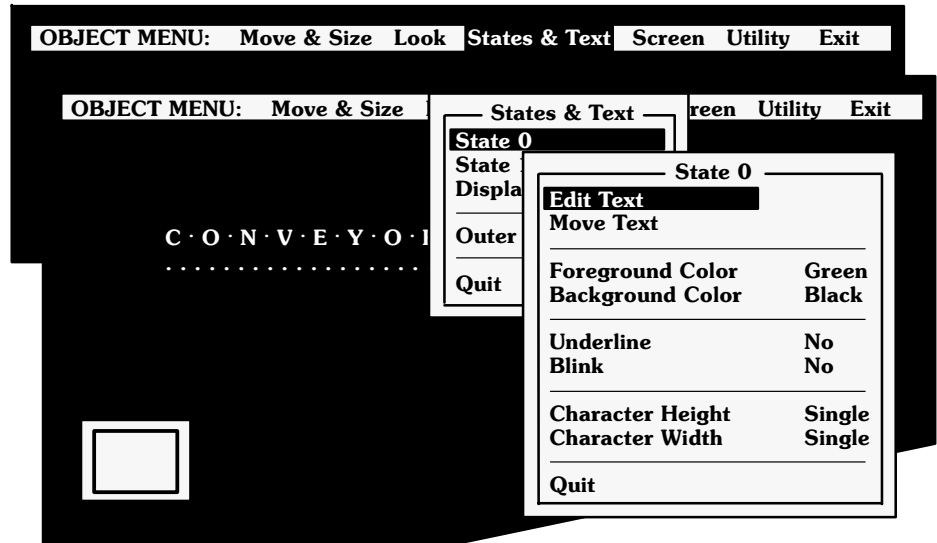 OBJECT MENU: Move & Size Look States & Text Screen Utility Exit
OBJECT MENU: Move & Size reen Utility Exit
States & Text
State 0
State
Displa
Outer
Quit
C·O·N·V·E·Y·O
State 0
Edit Text
Move Text
Foreground Color Green
Background Color Black
Underline No
Blink No
Character Height Single
Character Width Single
Quit